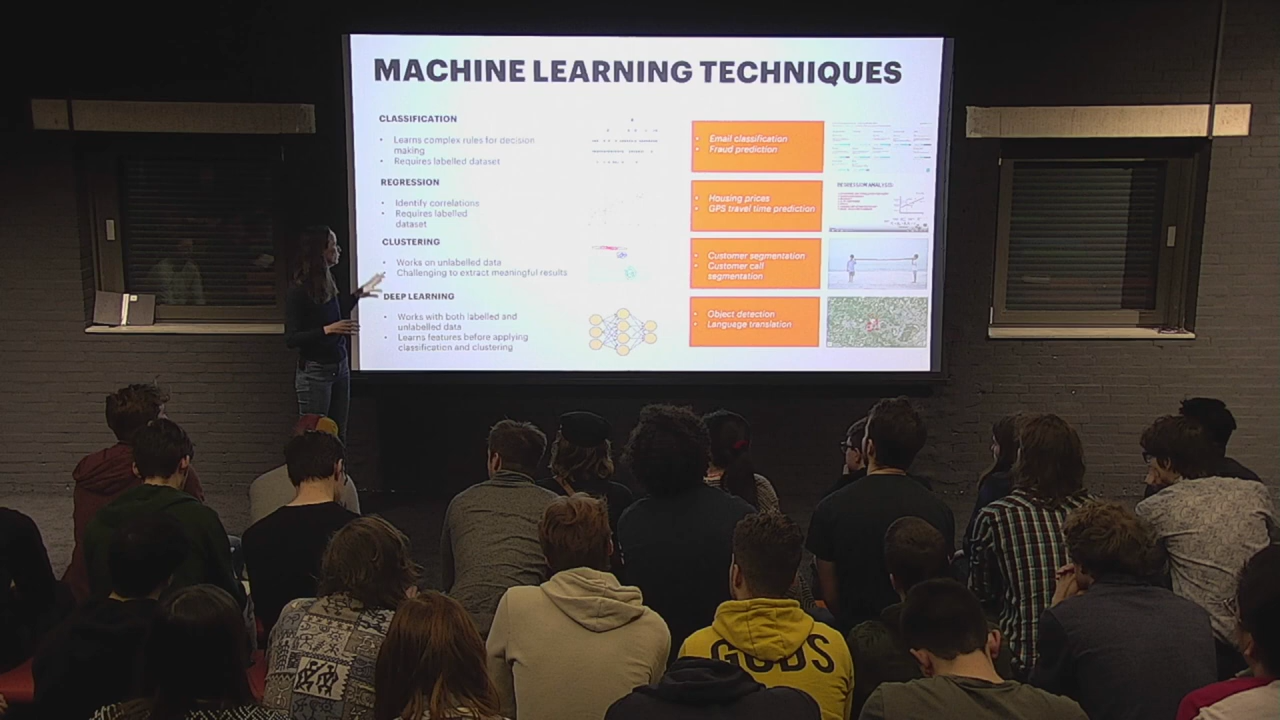 MACHINE LEARNING TECHNIQUES
CLASSIFICATION
• Learns complex rules for decision
making
• Requires labelled dataset
• Email classification
• Fraud prediction
REGRESSION
• Identify correlations
• Requires labelled
dataset
• Housing prices
• GPS travel time prediction
REGRESSION ANALYSIS
CLUSTERING
• Works on unlabelled data
Challenging to extract meaningful results
• Customer segmentation
• Customer call
segmentation
DEEP LEARNING
• Works with both labelled and
unlabelled data
• Learns features before applying
classification and clustering
• Object detection
• Language translation
GODS